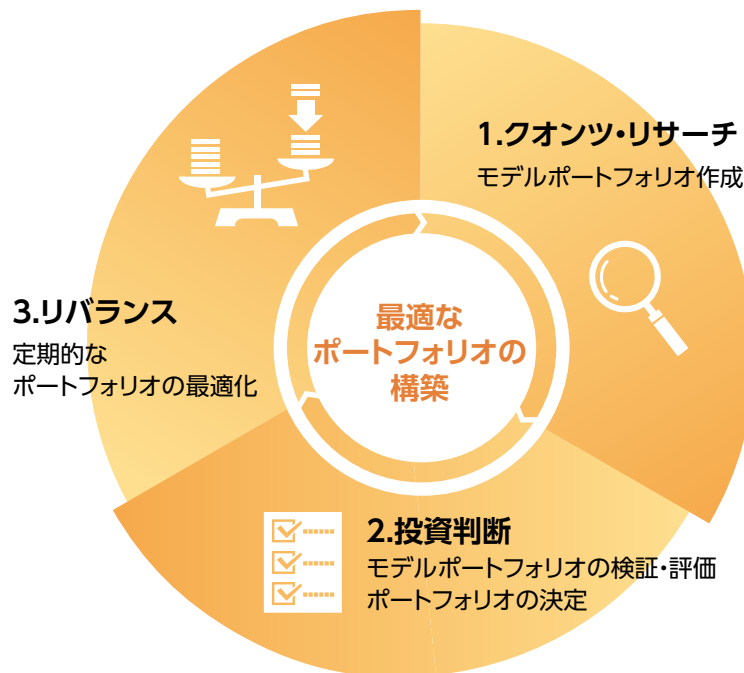 1.クオンツ・リサーチ
モデルポートフォリオ作成
最適な
ポートフォリオの
構築
3.リバランス
定期的な
ポートフォリオの最適化
2.投資判断
モデルポートフォリオの検証・評価
ポートフォリオの決定